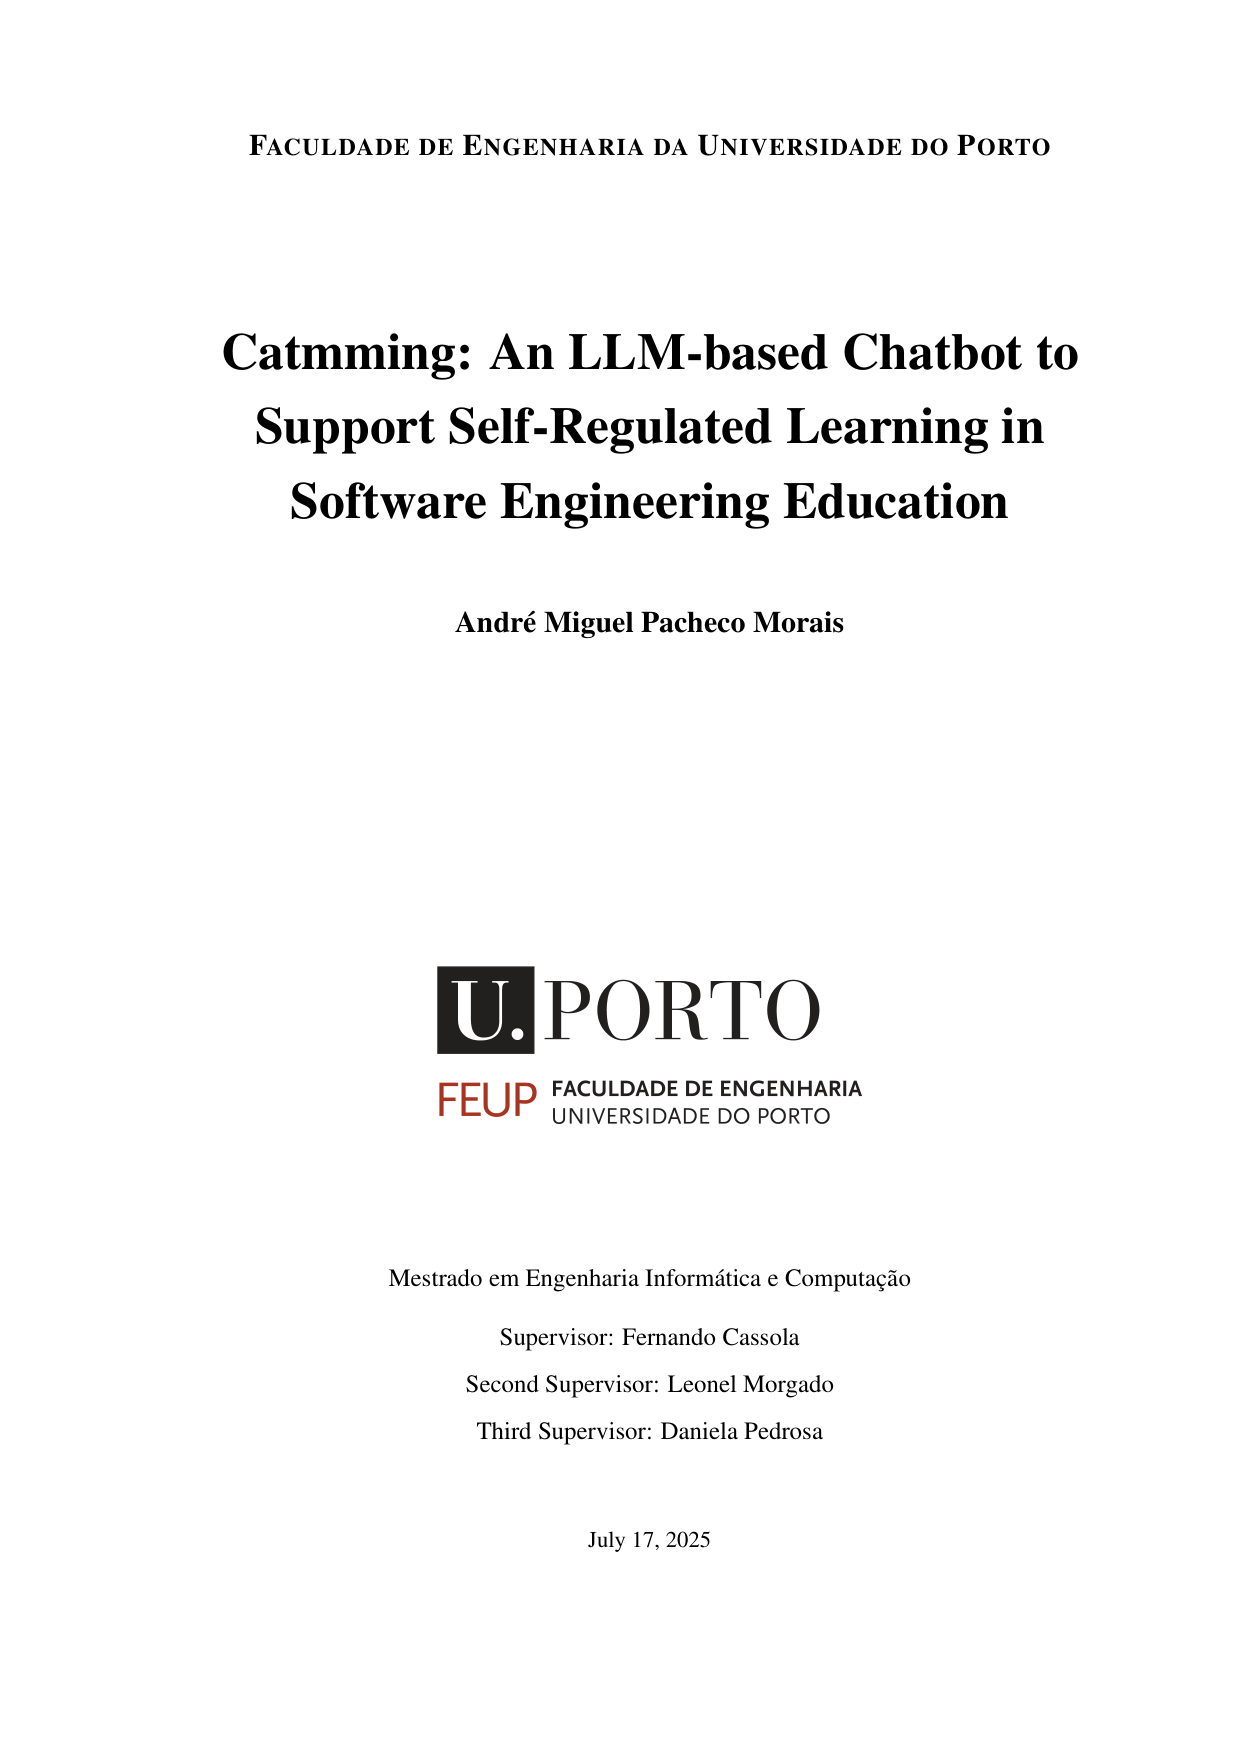 FACULDADE DE ENGENHARIA DA UNIVERSIDADE DO PORTO
Catmming: An LLM-based Chatbot to
Support Self-Regulated Learning in
Software Engineering Education
André Miguel Pacheco Morais
U. PORTO
FEUP FACULDADE DE ENGENHARIA
UNIVERSIDADE DO PORTO
Mestrado em Engenharia Informática e Computação
Supervisor: Fernando Cassola
Second Supervisor: Leonel Morgado
Third Supervisor: Daniela Pedrosa
July 17, 2025